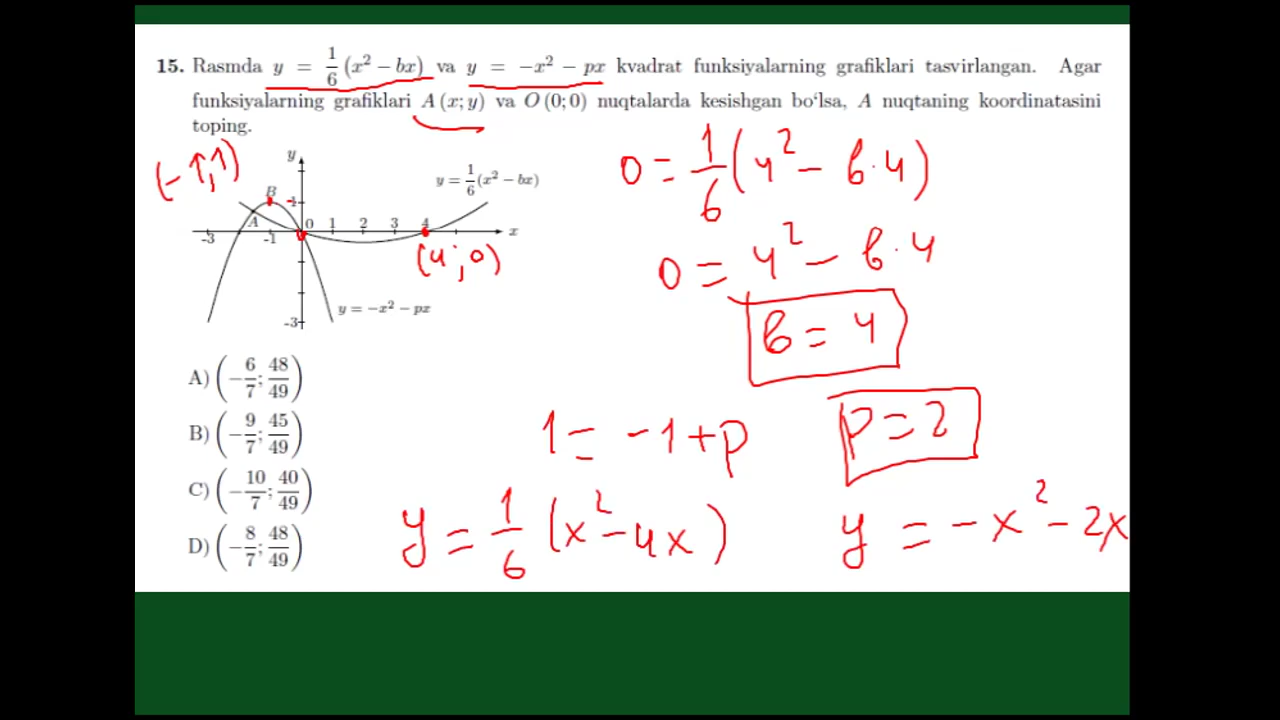 15. Rasmda y = 1/6 (x² − bx) va y = −x² − px kvadrat funksiyalarning grafiklari tasvirlangan. Agar
funksiyalarning grafiklari A (x; y) va O (0; 0) nuqtalarda kesishgan bo‘lsa, A nuqtaning koordinatasini
toping.
(-1,1)
0 = 1/6 (4² − b·4)
y
y = 1/6 (x² − bx)
B
1
A
0 1 2 3 4 x
-3 -1
(4;0)
0 = 4² − b·4
y = −x² − px
-3
b = 4
A) (−6/7; 48/49)
B) (−9/7; 45/49)
1 = -1+p
p=2
C) (−10/7; 40/49)
D) (−8/7; 48/49)
y = 1/6 (x² − 4x)
y = -x² - 2x